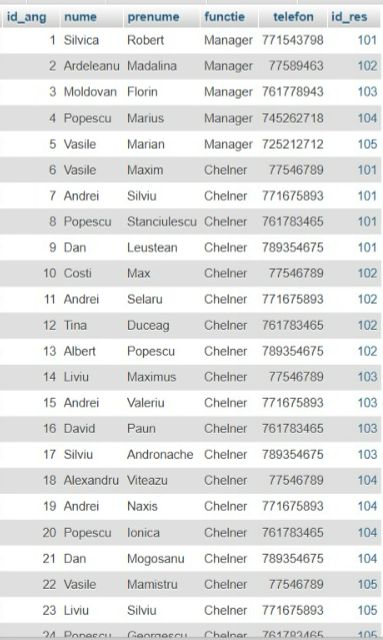 id_ang nume prenume functie telefon id_res
1 Silvica Robert Manager 771543798 101
2 Ardeleanu Madalina Manager 77589463 102
3 Moldovan Florin Manager 761778943 103
4 Popescu Marius Manager 745262718 104
5 Vasile Marian Manager 725212712 105
6 Vasile Maxim Chelner 77546789 101
7 Andrei Silviu Chelner 771675893 101
8 Popescu Stanciulescu Chelner 761783465 101
9 Dan Leustean Chelner 789354675 101
10 Costi Max Chelner 77546789 102
11 Andrei Selaru Chelner 771675893 102
12 Tina Duceag Chelner 761783465 102
13 Albert Popescu Chelner 789354675 102
14 Liviu Maximus Chelner 77546789 103
15 Andrei Valeriu Chelner 771675893 103
16 David Paun Chelner 761783465 103
17 Silviu Andronache Chelner 789354675 103
18 Alexandru Viteazu Chelner 77546789 104
19 Andrei Naxis Chelner 771675893 104
20 Popescu Ionica Chelner 761783465 104
21 Dan Mogosanu Chelner 789354675 104
22 Vasile Mamistru Chelner 77546789 105
23 Liviu Silviu Chelner 771675893 105
24 Popescu Georgescu Chelner 761783465 105